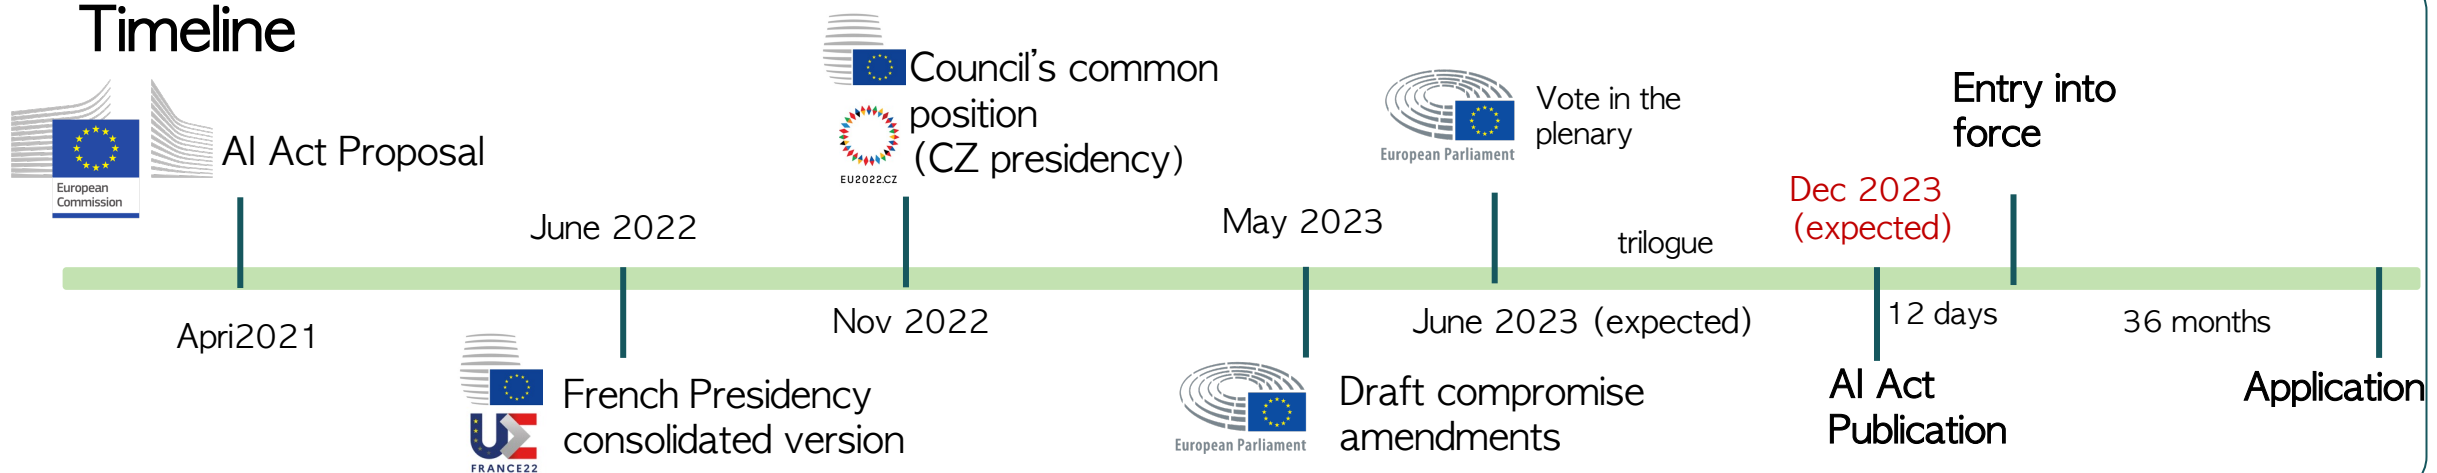 Timeline
European
Commission
AI Act Proposal
Apri2021
June 2022
FRANCE22
French Presidency
consolidated version
Council's common
position
(CZ presidency)
EU2022.CZ
Nov 2022
May 2023
European Parliament
Draft compromise
amendments
European Parliament
Vote in the
plenary
June 2023 (expected)
trilogue
Dec 2023
(expected)
AI Act
Publication
12 days
Entry into
force
36 months
Application